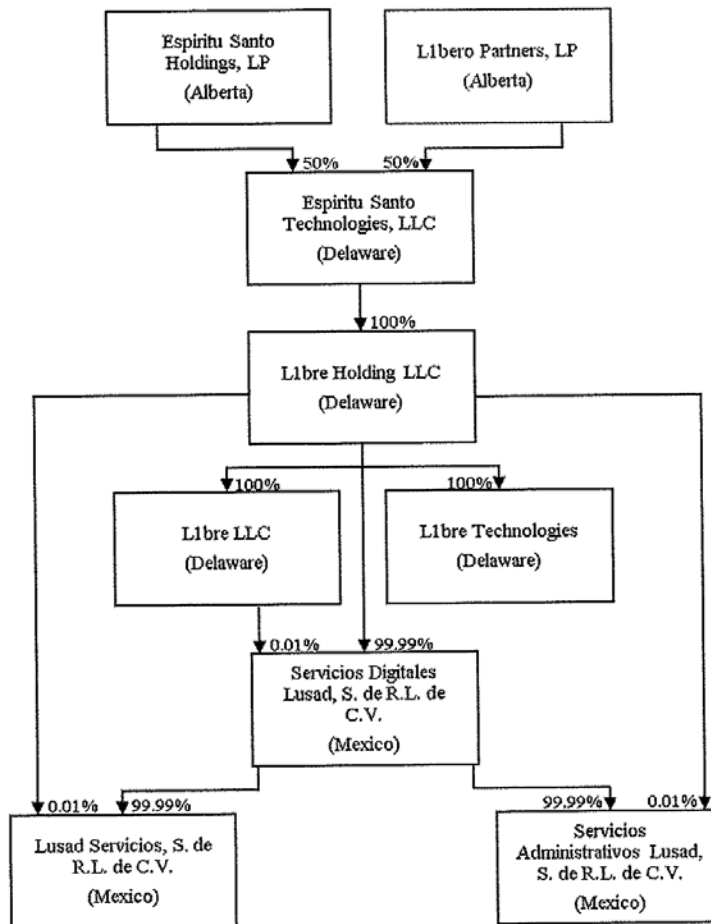 Espiritu Santo
Holdings, LP
(Alberta)
L1bero Partners, LP
(Alberta)
50%
50%
Espiritu Santo
Technologies, LLC
(Delaware)
100%
L1bre Holding LLC
(Delaware)
100%
100%
L1bre LLC
(Delaware)
L1bre Technologies
(Delaware)
0.01%
99.99%
Servicios Digitales
Lusad, S. de R.L. de
C.V.
(Mexico)
0.01%
99.99%
99.99%
0.01%
Lusad Servicios, S. de
R.L. de C.V.
(Mexico)
Servicios
Administrativos Lusad,
S. de R.L. de C.V.
(Mexico)